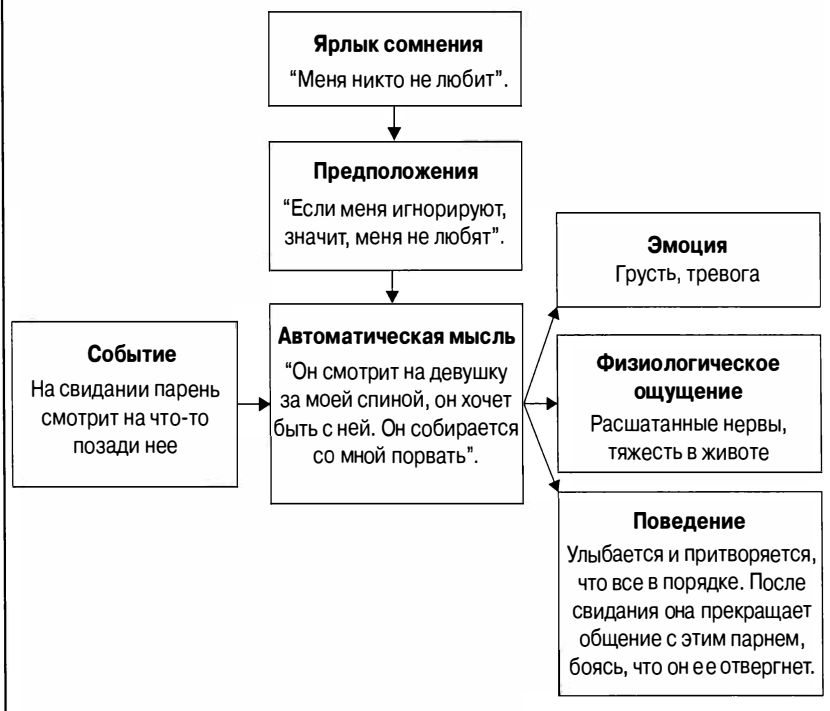 Ярлык сомнения
“Меня никто не любит”.
Предположения
“Если меня игнорируют,
значит, меня не любят”.
Событие
На свидании парень
смотрит на что-то
позади нее
Автоматическая мысль
“Он смотрит на девушку
за моей спиной, он хочет
быть с ней. Он собирается
со мной порвать”.
Эмоция
Грусть, тревога
Физиологическое
ощущение
Расшатанные нервы,
тяжесть в животе
Поведение
Улыбается и притворяется,
что все в порядке. После
свидания она прекращает
общение с этим парнем,
боясь, что он ее отвергнет.